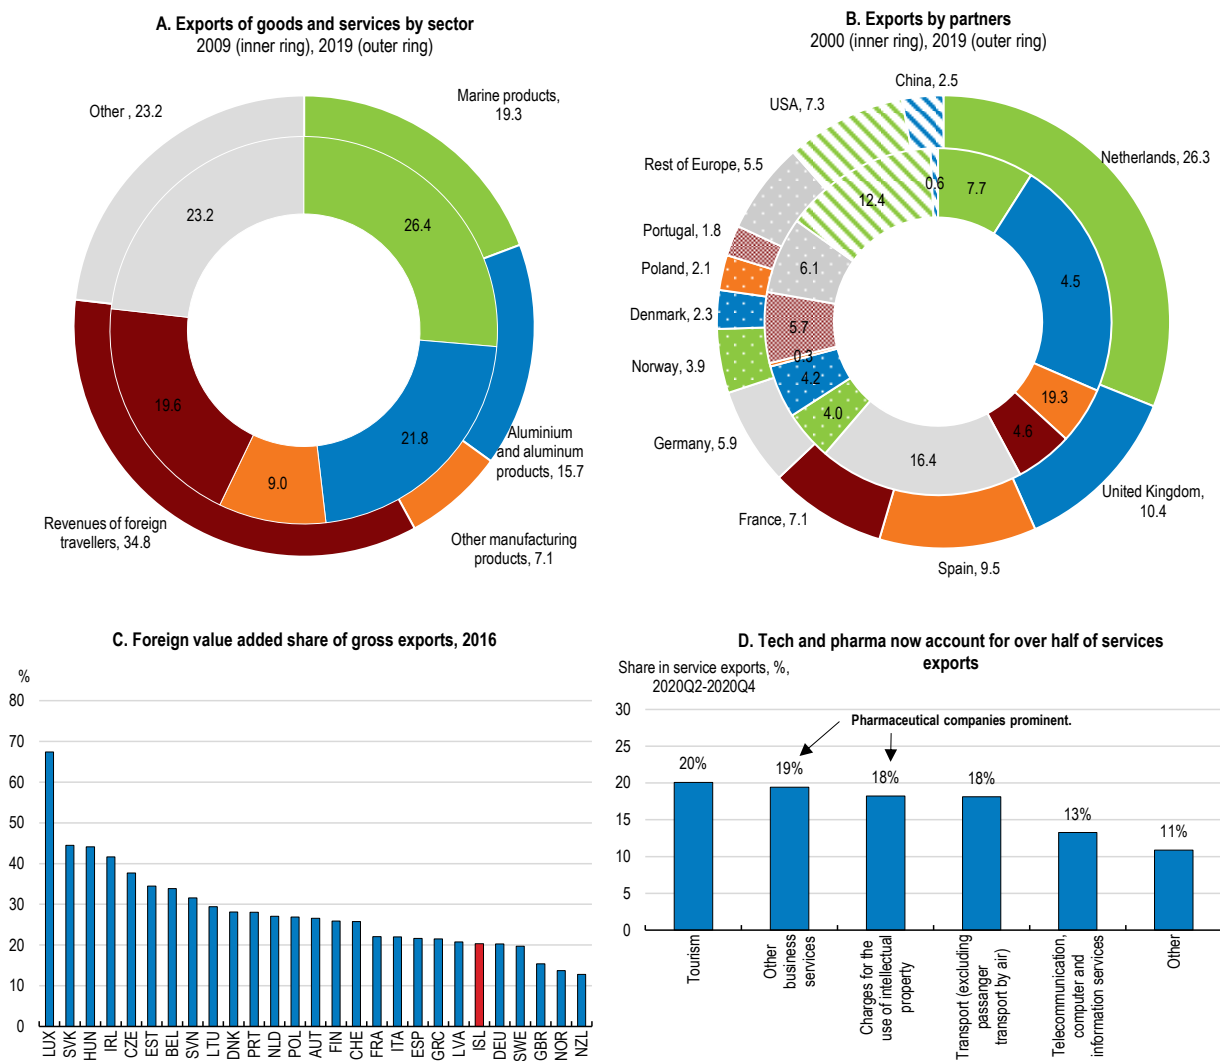 A. Exports of goods and services by sector
2009 (inner ring), 2019 (outer ring)
Other , 23.2
Marine products,
19.3
23.2
26.4
19.6
21.8
9.0
Aluminium
and aluminum
products, 15.7
Revenues of foreign
travellers, 34.8
Other manufacturing
products, 7.1
B. Exports by partners
2000 (inner ring), 2019 (outer ring)
China, 2.5
USA, 7.3
Netherlands, 26.3
Rest of Europe, 5.5
0.6
7.7
12.4
Portugal, 1.8
6.1
Poland, 2.1
4.5
Denmark, 2.3
5.7
0.3
Norway, 3.9
4.2
4.0
19.3
4.6
Germany, 5.9
16.4
United Kingdom,
10.4
France, 7.1
Spain, 9.5
C. Foreign value added share of gross exports, 2016
%
80
70
60
50
40
30
20
10
0
LUX
SVK
HUN
IRL
CZE
EST
BEL
SVN
LTU
DNK
PRT
NLD
POL
AUT
FIN
CHE
FRA
ITA
ESP
GRC
LVA
ISL
DEU
SWE
GBR
NOR
NZL
D. Tech and pharma now account for over half of services
exports
Share in service exports, %,
2020Q2-2020Q4
30
25
20
15
10
5
0
Pharmaceutical companies prominent.
20%
19%
18%
18%
13%
11%
Tourism
Other
business
services
Charges for the
use of intellectual
property
Transport (excluding
passanger
transport by air)
Telecommunication,
computer and
information services
Other